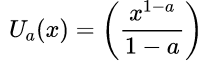 U_a(x) = \left( \frac{x^{1-a}}{1-a} \right)